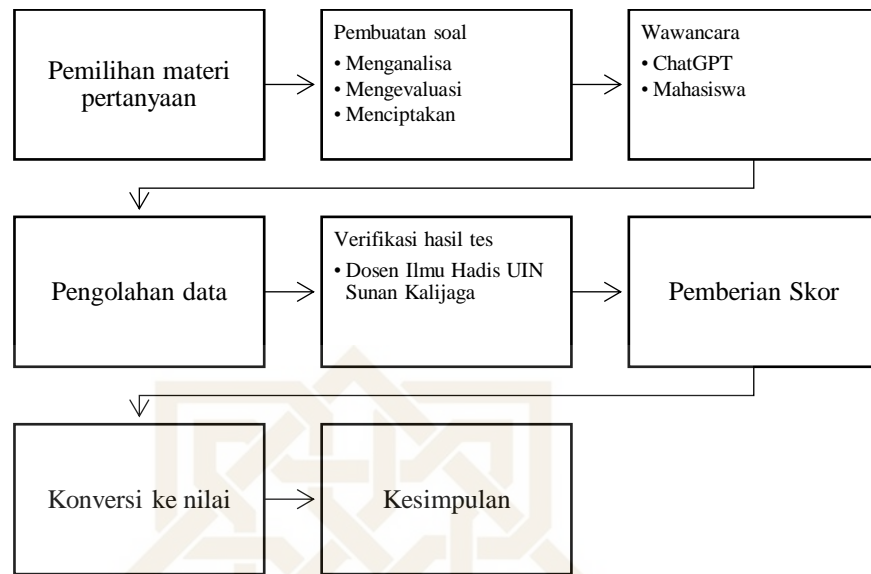 Pemilihan materi
pertanyaan
Pembuatan soal
• Menganalisa
• Mengevaluasi
• Menciptakan
Wawancara
• ChatGPT
• Mahasiswa
Pengolahan data
Verifikasi hasil tes
• Dosen Ilmu Hadis UIN
Sunan Kalijaga
Pemberian Skor
Konversi ke nilai
Kesimpulan